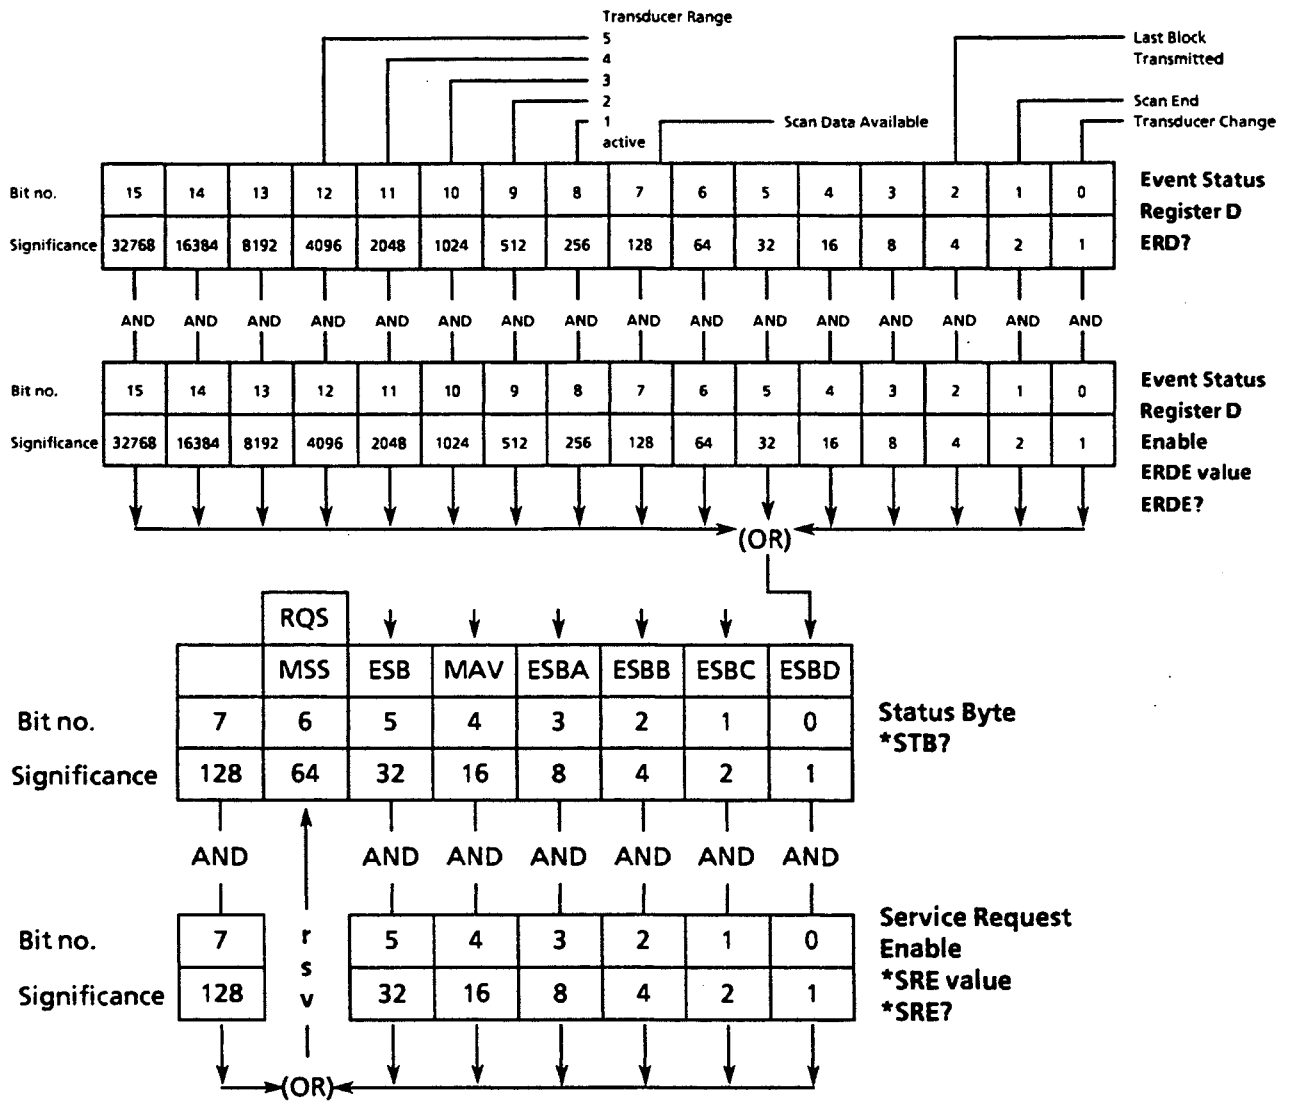 Transducer Range
5
4
3
2
1
active
Last Block
Transmitted
Scan End
Transducer Change
Scan Data Available
Bit no. 15 14 13 12 11 10 9 8 7 6 5 4 3 2 1 0
Significance 32768 16384 8192 4096 2048 1024 512 256 128 64 32 16 8 4 2 1
Event Status
Register D
ERD?
AND AND AND AND AND AND AND AND AND AND AND AND AND AND AND AND
Bit no. 15 14 13 12 11 10 9 8 7 6 5 4 3 2 1 0
Significance 32768 16384 8192 4096 2048 1024 512 256 128 64 32 16 8 4 2 1
Event Status
Register D
Enable
ERDE value
ERDE?
(OR)
RQS
MSS ESB MAV ESBA ESBB ESBC ESBD
Bit no. 7 6 5 4 3 2 1 0
Significance 128 64 32 16 8 4 2 1
Status Byte
*STB?
AND AND AND AND AND AND AND
Bit no. 7 5 4 3 2 1 0
Significance 128 32 16 8 4 2 1
r
s
v
Service Request
Enable
*SRE value
*SRE?
(OR)